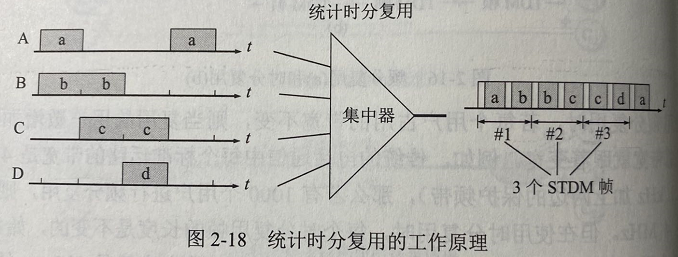 统计时分复用
A a a t
B b b t
C c c t
D d t
集中器
a b b c c d a t
#1 #2 #3
3 个 STDM 帧
图 2-18 统计时分复用的工作原理